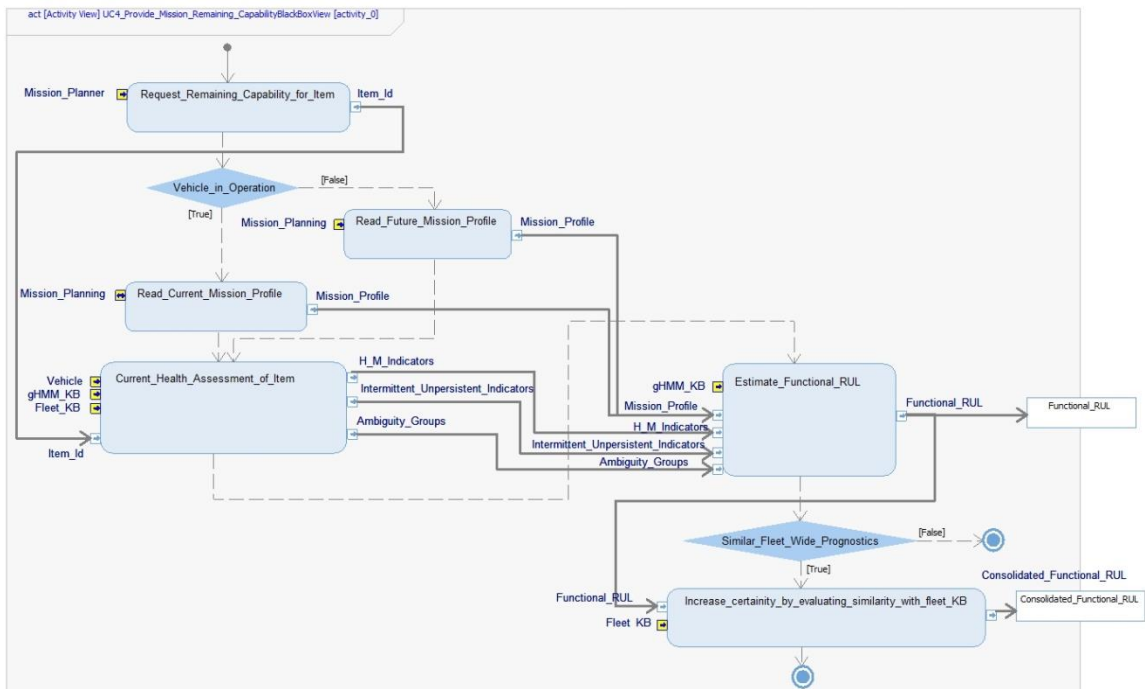 act [Activity View] UC4_Provide_Mission_Remaining_CapabilityBlackBoxView [activity_0]
Mission_Planner
Request_Remaining_Capability_for_Item
Item_Id
Vehicle_in_Operation
[False]
[True]
Mission_Planning
Read_Future_Mission_Profile
Mission_Profile
Mission_Planning
Read_Current_Mission_Profile
Mission_Profile
Vehicle
gHMM_KB
Fleet_KB
Item_Id
Current_Health_Assessment_of_Item
H_M_Indicators
Intermittent_Unpersistent_Indicators
Ambiguity_Groups
gHMM_KB
Mission_Profile
H_M_Indicators
Intermittent_Unpersistent_Indicators
Ambiguity_Groups
Estimate_Functional_RUL
Functional_RUL
Functional_RUL
Similar_Fleet_Wide_Prognostics
[False]
[True]
Functional_RUL
Fleet_KB
Increase_certainity_by_evaluating_similarity_with_fleet_KB
Consolidated_Functional_RUL
Consolidated_Functional_RUL